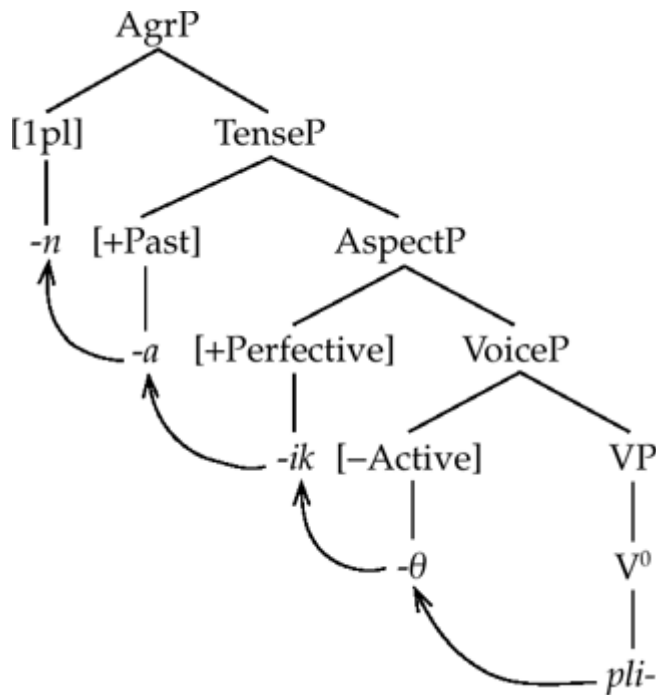 AgrP
[1pl] TenseP
-n [+Past] AspectP
-a [+Perfective] VoiceP
-ik [−Active] VP
-θ V⁰
pli-